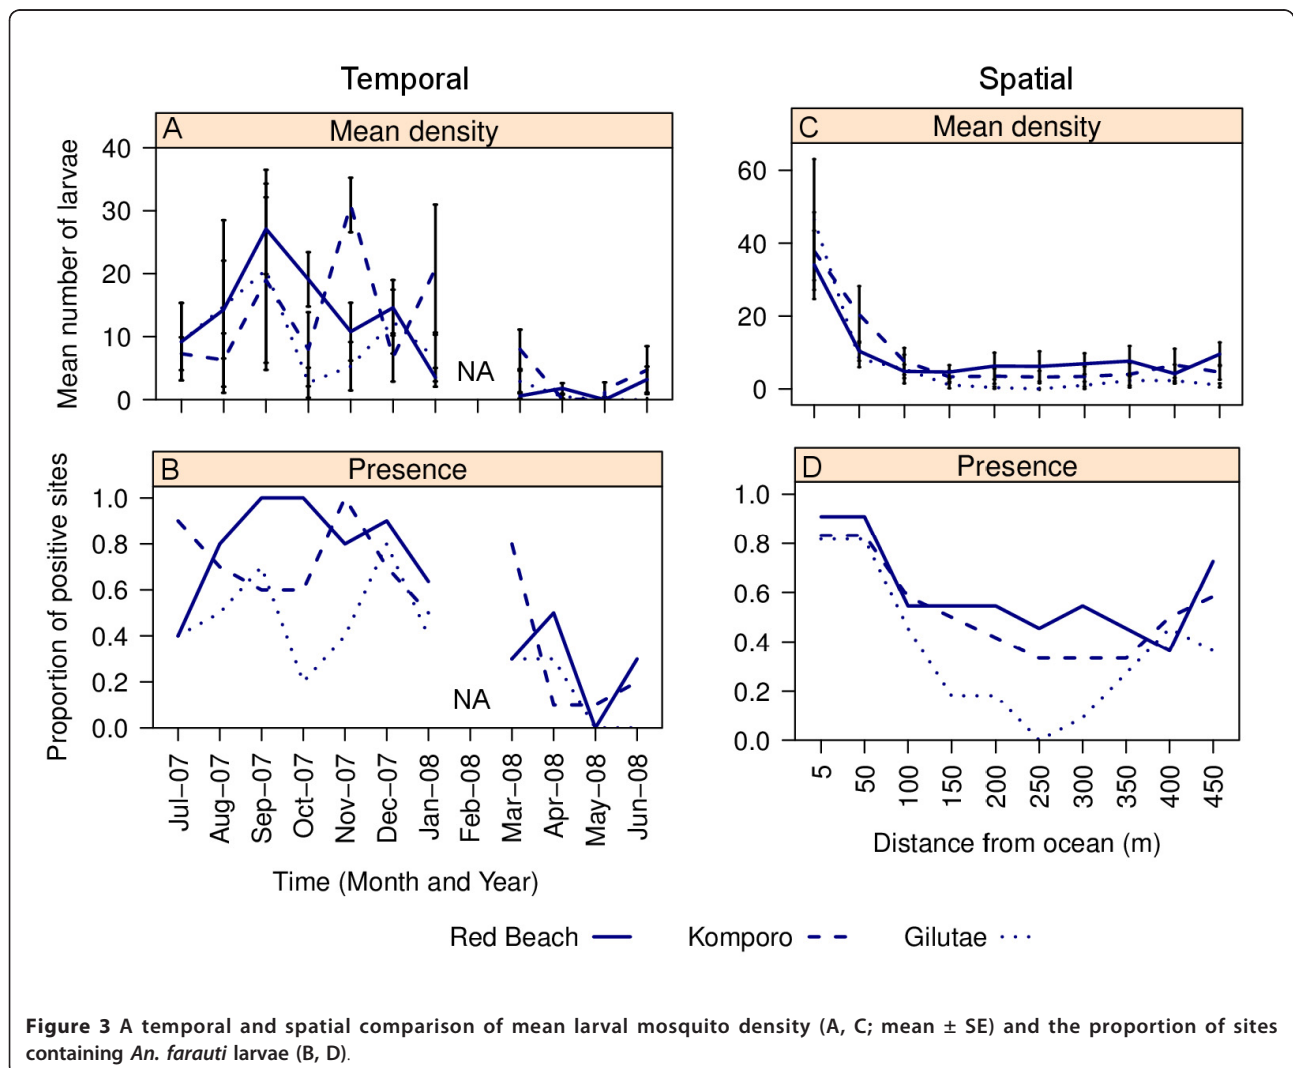 Temporal
Spatial
A
Mean density
Mean number of larvae
40
30
20
10
0
NA
C
Mean density
60
40
20
0
B
Presence
Proportion of positive sites
1.0
0.8
0.6
0.4
0.2
0.0
NA
Jul–07
Aug–07
Sep–07
Oct–07
Nov–07
Dec–07
Jan–08
Feb–08
Mar–08
Apr–08
May–08
Jun–08
Time (Month and Year)
D
Presence
1.0
0.8
0.6
0.4
0.2
0.0
5
50
100
150
200
250
300
350
400
450
Distance from ocean (m)
Red Beach
Komporo
Gilutae
Figure 3 A temporal and spatial comparison of mean larval mosquito density (A, C; mean ± SE) and the proportion of sites
containing An. farauti larvae (B, D).